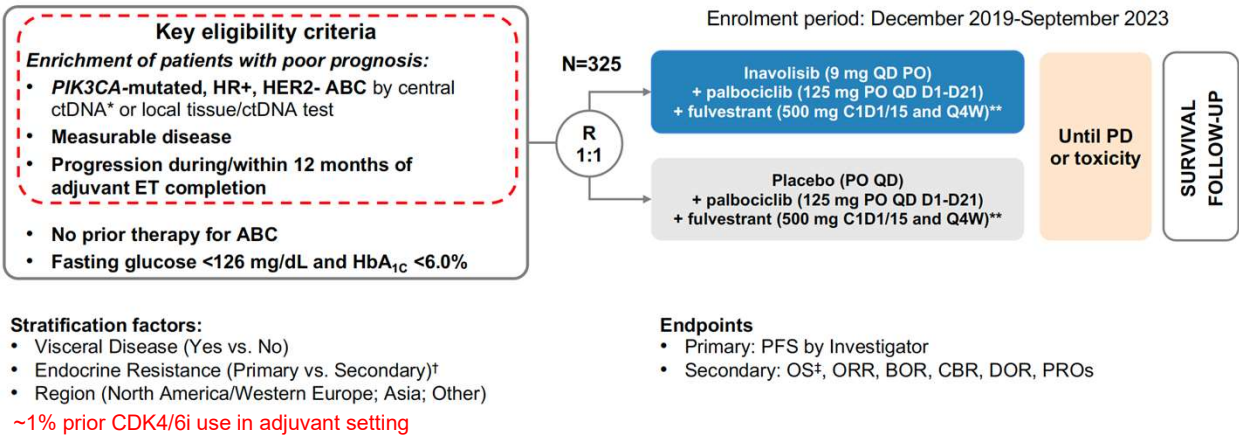 Key eligibility criteria
Enrichment of patients with poor prognosis:
• PIK3CA-mutated, HR+, HER2- ABC by central
ctDNA* or local tissue/ctDNA test
• Measurable disease
• Progression during/within 12 months of
adjuvant ET completion
• No prior therapy for ABC
• Fasting glucose <126 mg/dL and HbA1C <6.0%
Enrolment period: December 2019-September 2023
N=325
R
1:1
Inavolisib (9 mg QD PO)
+ palbociclib (125 mg PO QD D1-D21)
+ fulvestrant (500 mg C1D1/15 and Q4W)**
Placebo (PO QD)
+ palbociclib (125 mg PO QD D1-D21)
+ fulvestrant (500 mg C1D1/15 and Q4W)**
Until PD
or toxicity
SURVIVAL
FOLLOW-UP
Stratification factors:
• Visceral Disease (Yes vs. No)
• Endocrine Resistance (Primary vs. Secondary)†
• Region (North America/Western Europe; Asia; Other)
~1% prior CDK4/6i use in adjuvant setting
Endpoints
• Primary: PFS by Investigator
• Secondary: OS‡, ORR, BOR, CBR, DOR, PROs